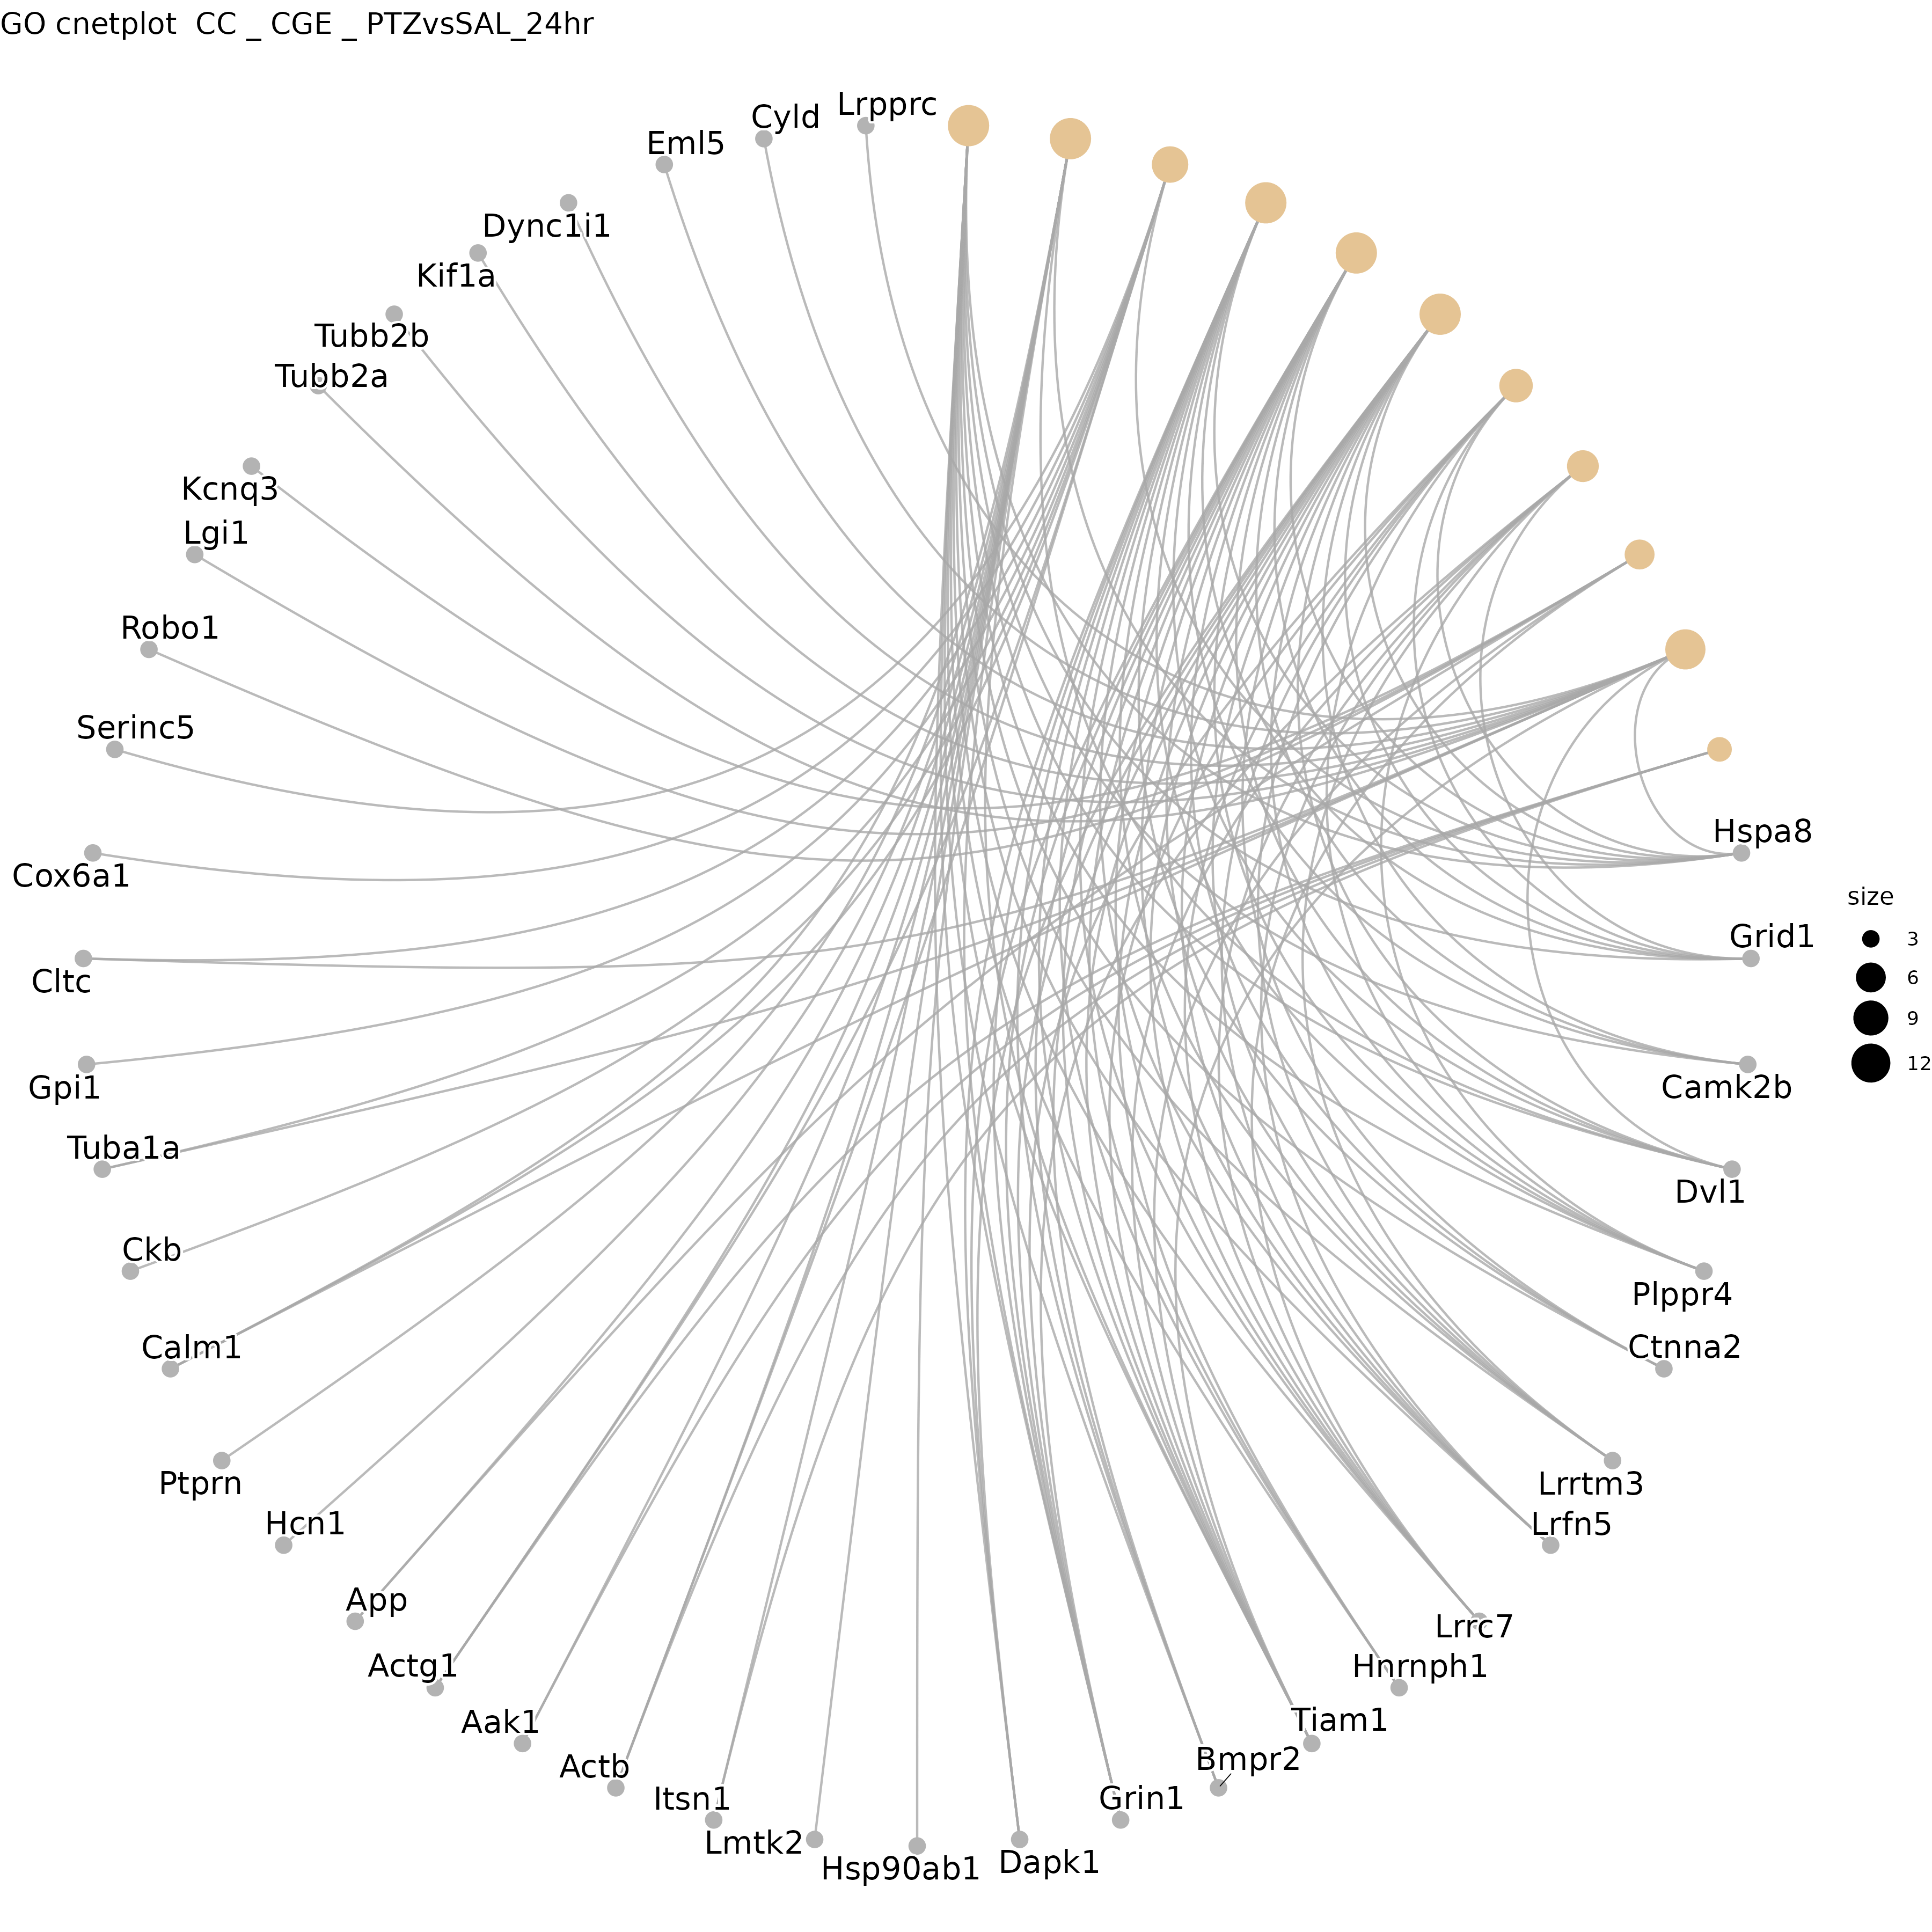 GO cnetplot  CC _ CGE _ PTZvsSAL_24hr
Lrpprc
Cyld
Eml5
Dync1i1
Kif1a
Tubb2b
Tubb2a
Kcnq3
Lgi1
Robo1
Serinc5
Cox6a1
Cltc
Gpi1
Tuba1a
Ckb
Calm1
Ptprn
Hcn1
App
Actg1
Aak1
Actb
Itsn1
Lmtk2
Hsp90ab1
Dapk1
Grin1
Bmpr2
Tiam1
Hnrnph1
Lrrc7
Lrfn5
Lrrtm3
Ctnna2
Plppr4
Dvl1
Camk2b
Grid1
Hspa8
size
3
6
9
12